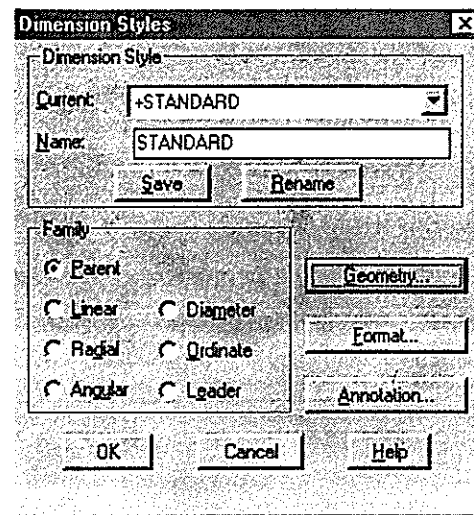 Dimension Styles
Dimension Style
Current: +STANDARD
Name: STANDARD
Save Rename
Family
Parent
Linear Diameter
Radial Ordinate
Angular Leader
Geometry...
Format...
Annotation...
OK Cancel Help